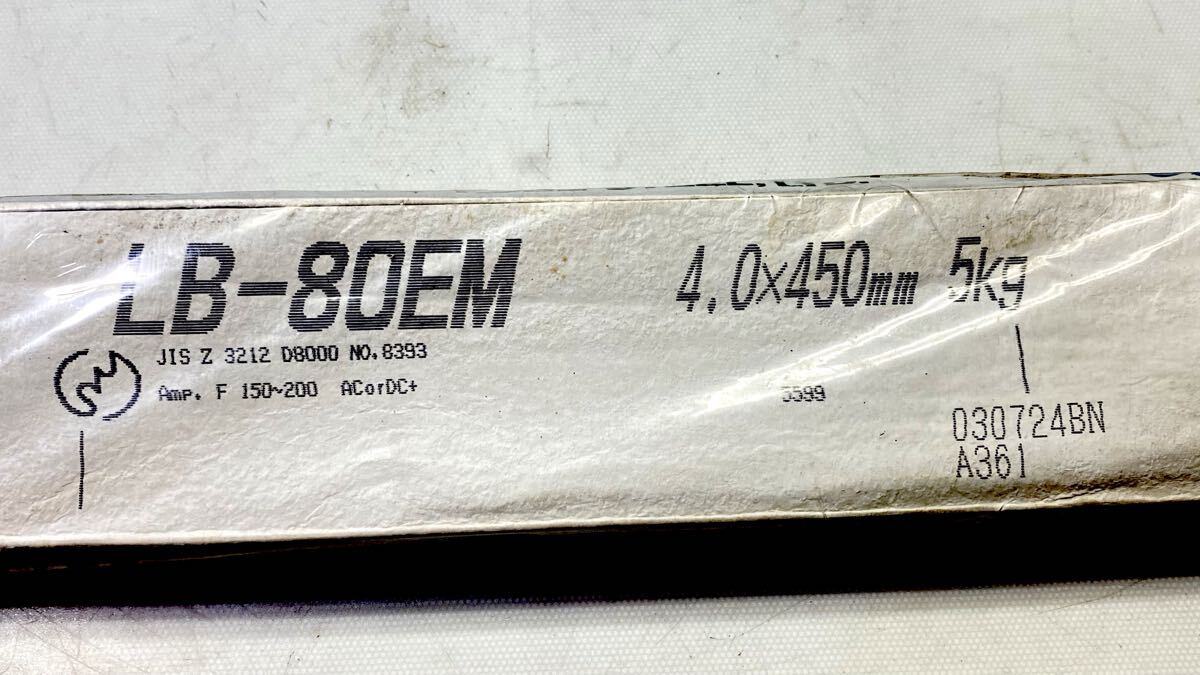 LB-80EM 4.0×450mm 5kg
JIS Z 3212 D8000 NO.8393
Amp. F 150~200 ACorDC+ 5599
030724BN
A361